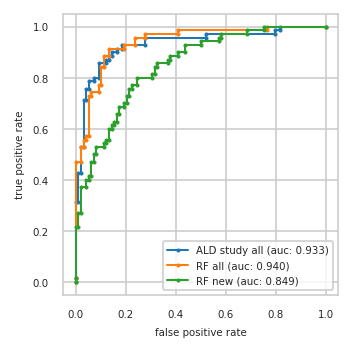 1.0
0.8
0.6
0.4
0.2
0.0
true positive rate
ALD study all (auc: 0.933)
RF all (auc: 0.940)
RF new (auc: 0.849)
0.0 0.2 0.4 0.6 0.8 1.0
false positive rate